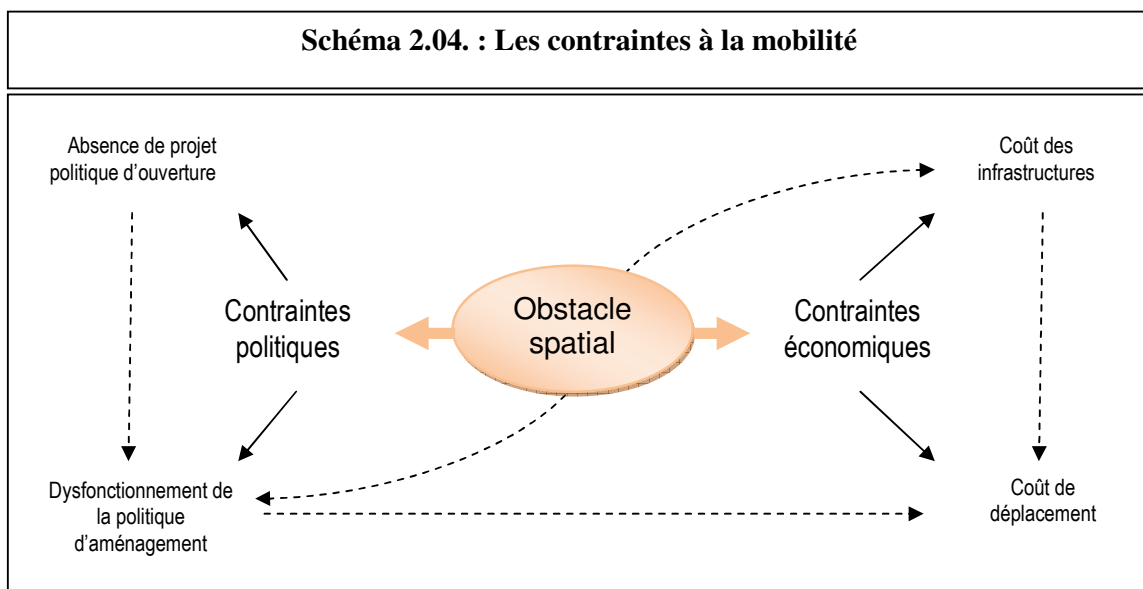 Schéma 2.04. : Les contraintes à la mobilité
Absence de projet
politique d’ouverture
Coût des
infrastructures
Contraintes
politiques
Obstacle
spatial
Contraintes
économiques
Dysfonctionnement de
la politique
d’aménagement
Coût de
déplacement